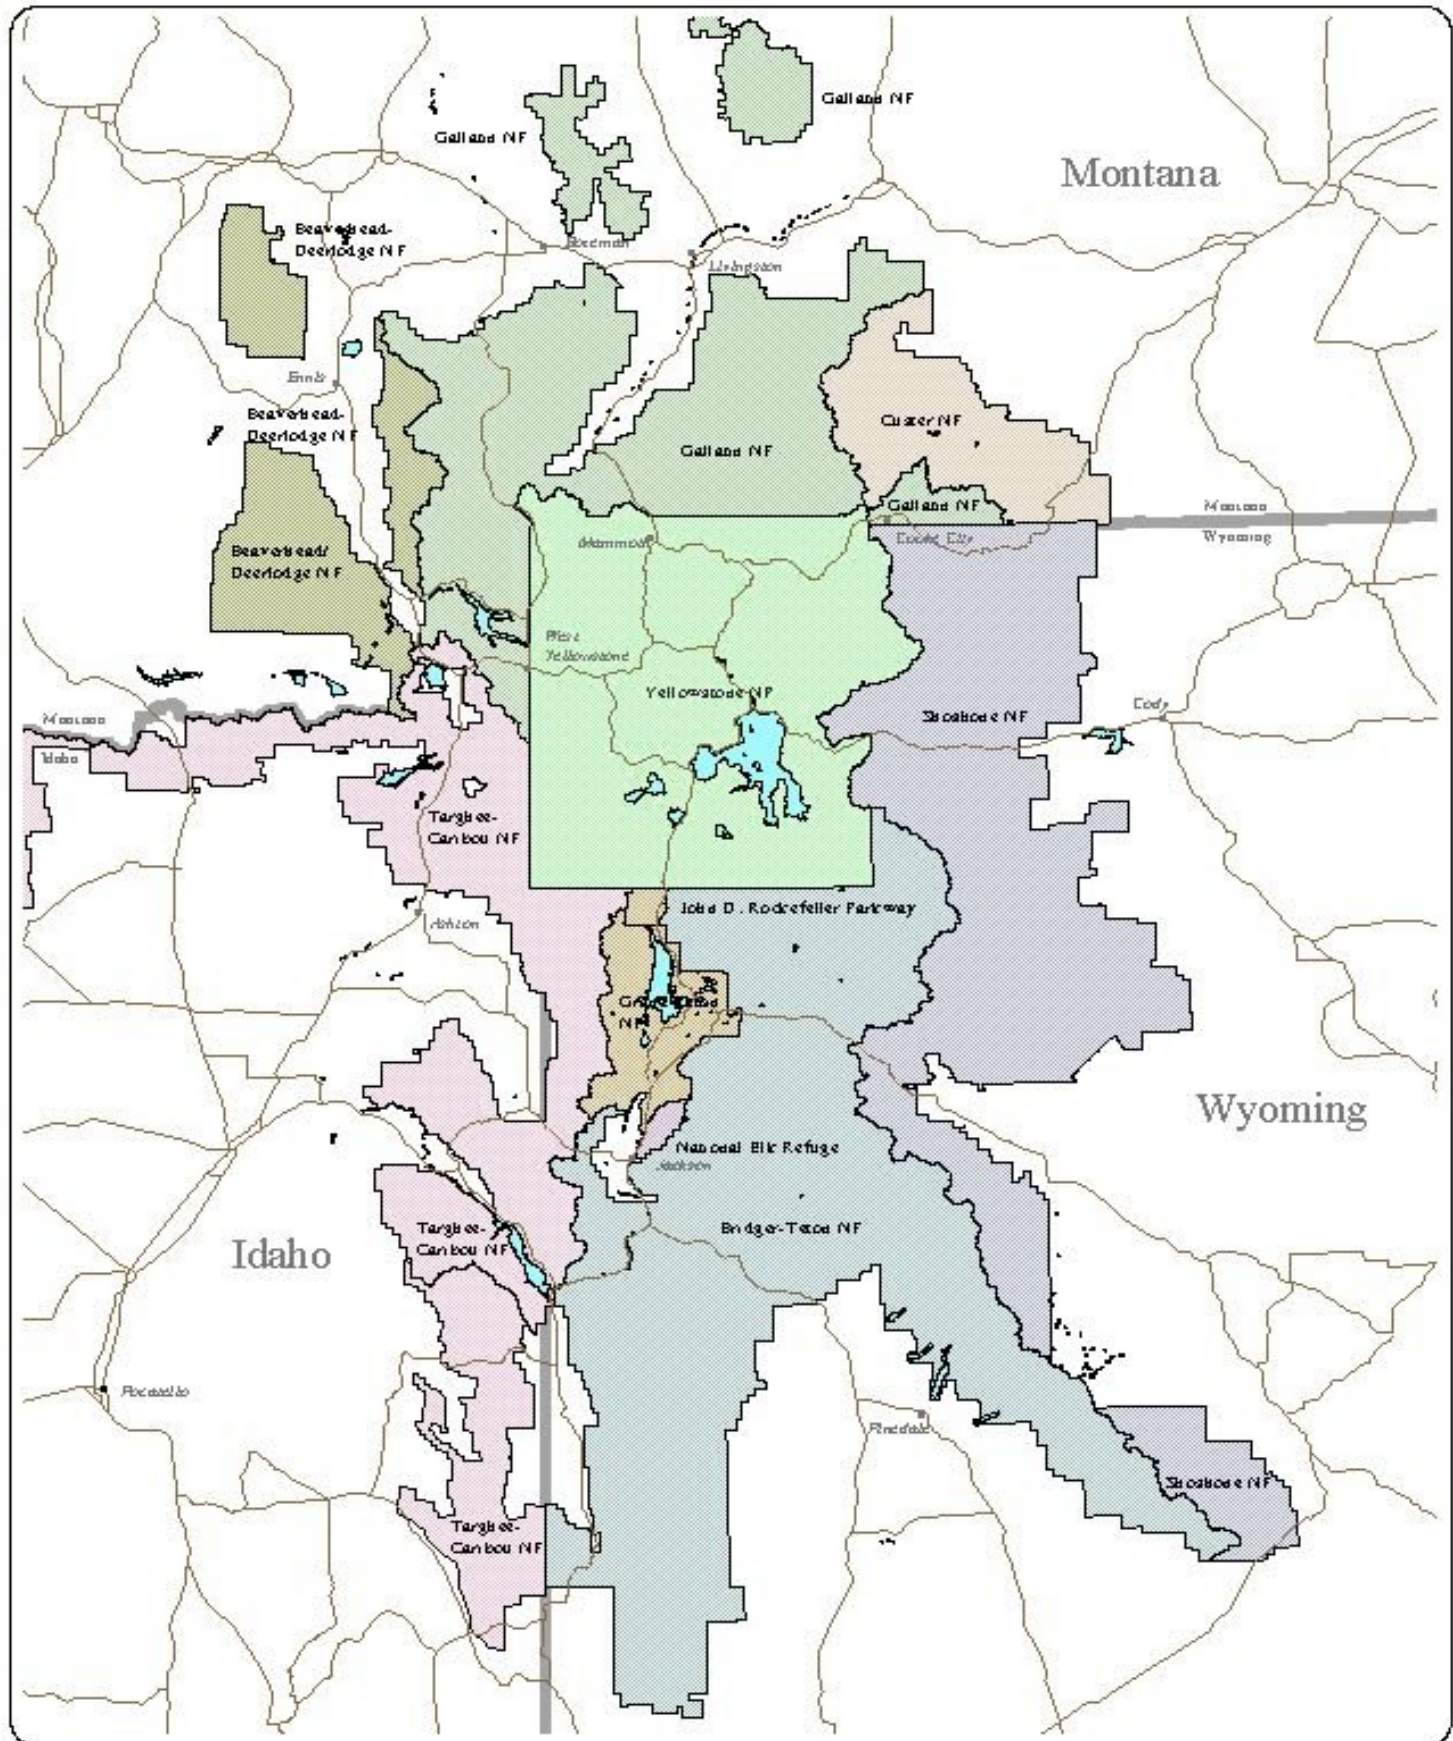 Gallatin NF
Gallatin NF
Montana
Beaverhead-
Deerlodge NF
Bozeman
Livingston
Ennis
Beaverhead-
Deerlodge NF
Custer NF
Gallatin NF
Gallatin NF
Montana
Wyoming
Mammoth
Cooke City
Beaverhead/
Deerlodge NF
West
Yellowstone
Yellowstone NP
Shoshone NF
Cody
Montana
Idaho
Targhee-
Caribou NF
Ashton
John D. Rockefeller Parkway
Grand Teton
NP
Wyoming
National Elk Refuge
Jackson
Targhee-
Caribou NF
Bridger-Teton NF
Idaho
Pocatello
Pinedale
Shoshone NF
Targhee-
Caribou NF